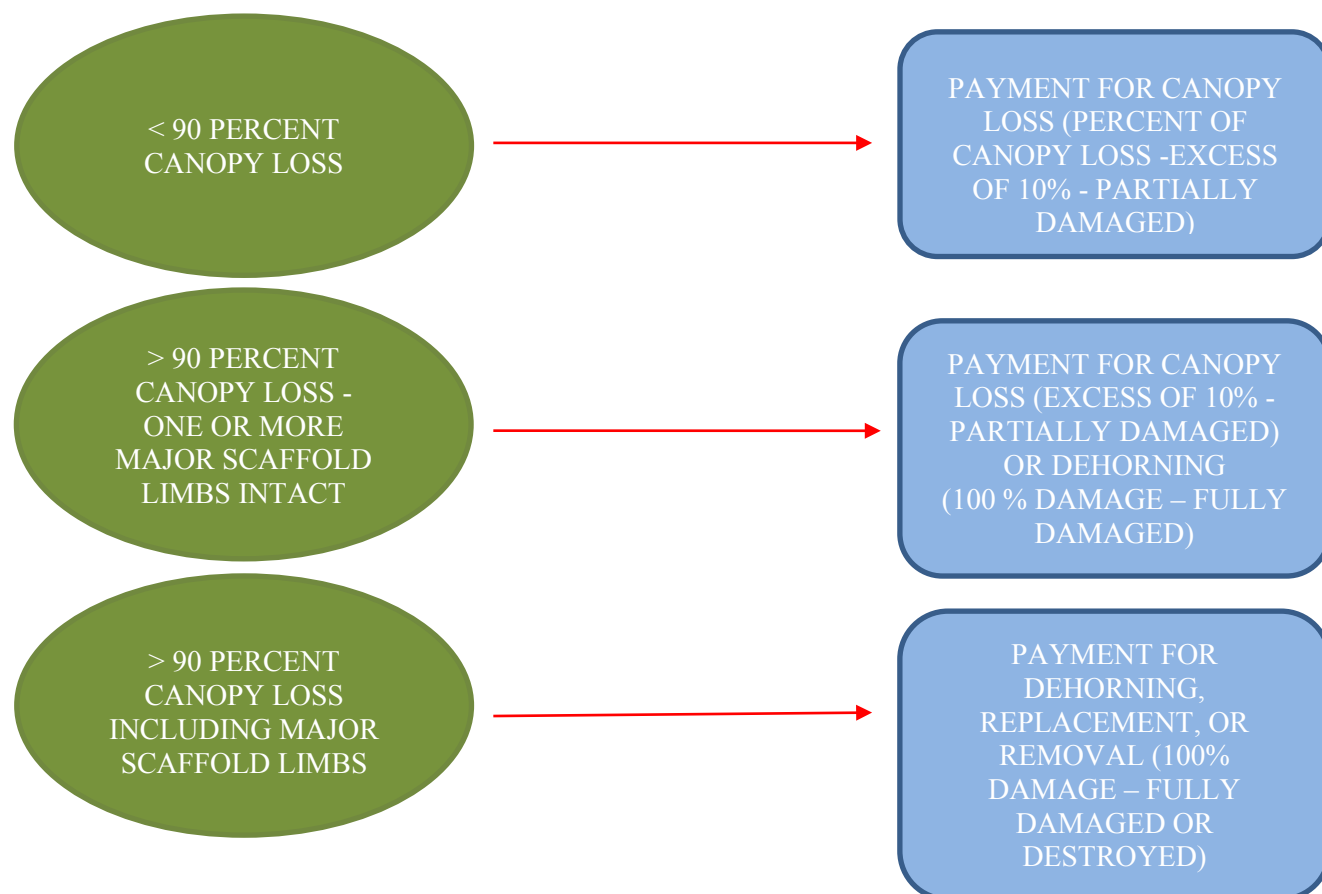 < 90 PERCENT
CANOPY LOSS
PAYMENT FOR CANOPY
LOSS (PERCENT OF
CANOPY LOSS -EXCESS
OF 10% - PARTIALLY
DAMAGED)
> 90 PERCENT
CANOPY LOSS -
ONE OR MORE
MAJOR SCAFFOLD
LIMBS INTACT
PAYMENT FOR CANOPY
LOSS (EXCESS OF 10% -
PARTIALLY DAMAGED)
OR DEHORNING
(100 % DAMAGE – FULLY
DAMAGED)
> 90 PERCENT
CANOPY LOSS
INCLUDING MAJOR
SCAFFOLD LIMBS
PAYMENT FOR
DEHORNING,
REPLACEMENT, OR
REMOVAL (100%
DAMAGE – FULLY
DAMAGED OR
DESTROYED)